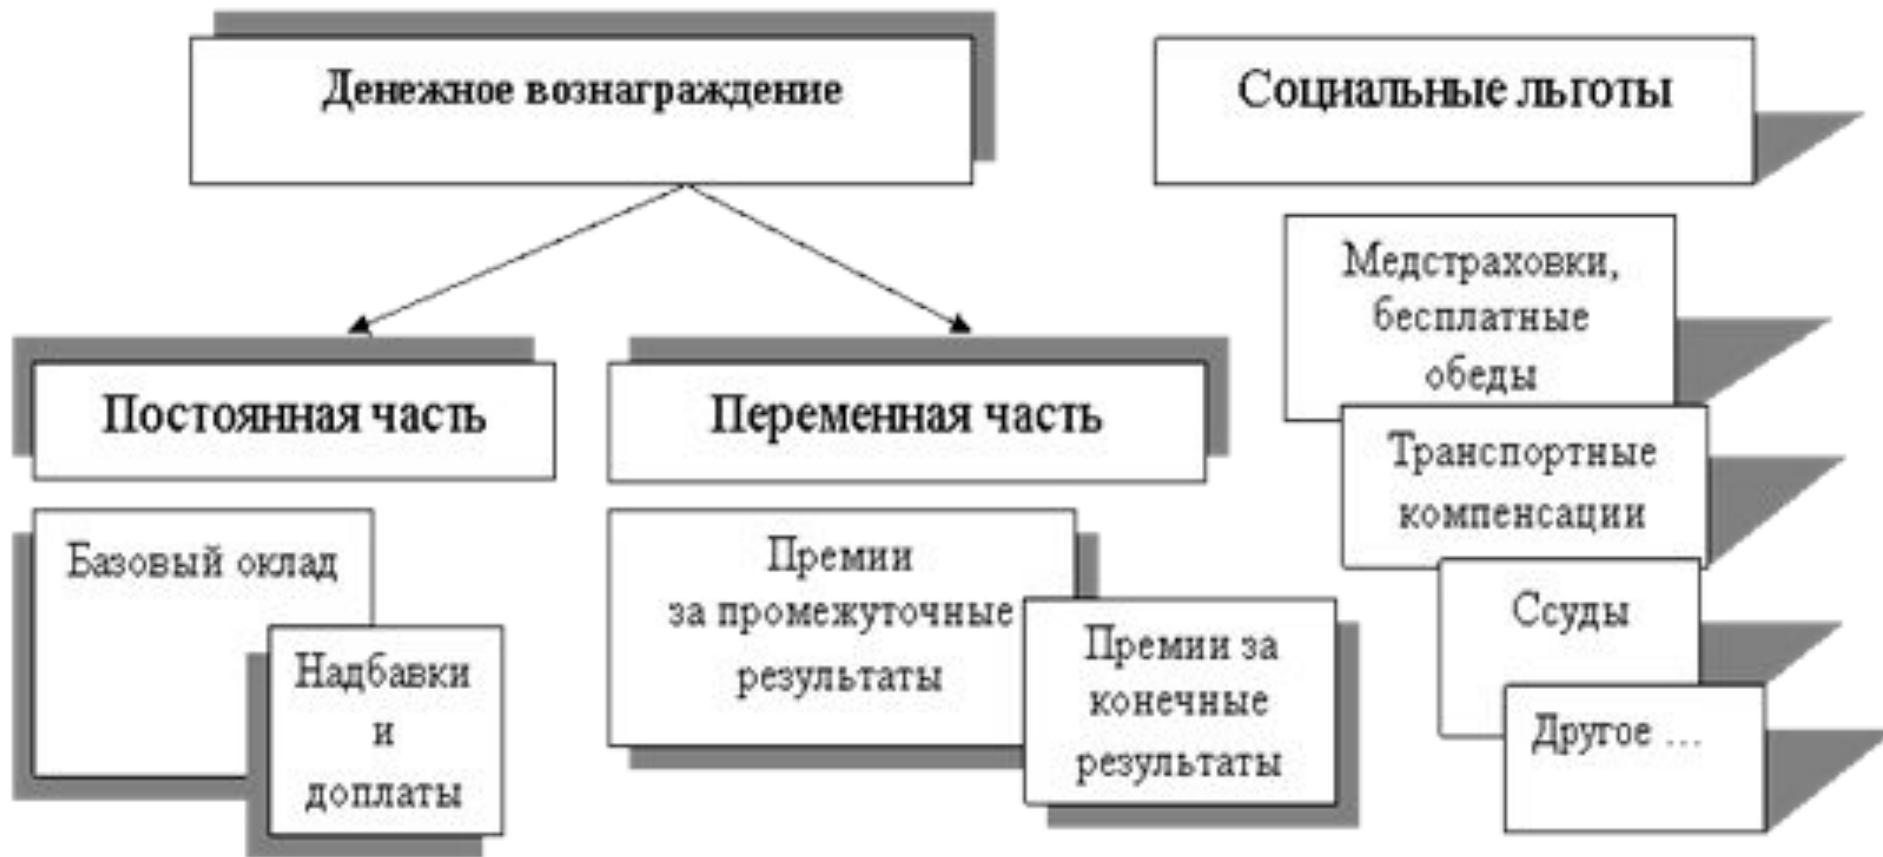 Денежное вознаграждение
Социальные льготы
Постоянная часть
Переменная часть
Базовый оклад
Надбавки
и
доплаты
Премии
за промежуточные
результаты
Премии за
конечные
результаты
Медстраховки,
бесплатные
обеды
Транспортные
компенсации
Ссуды
Другое ...